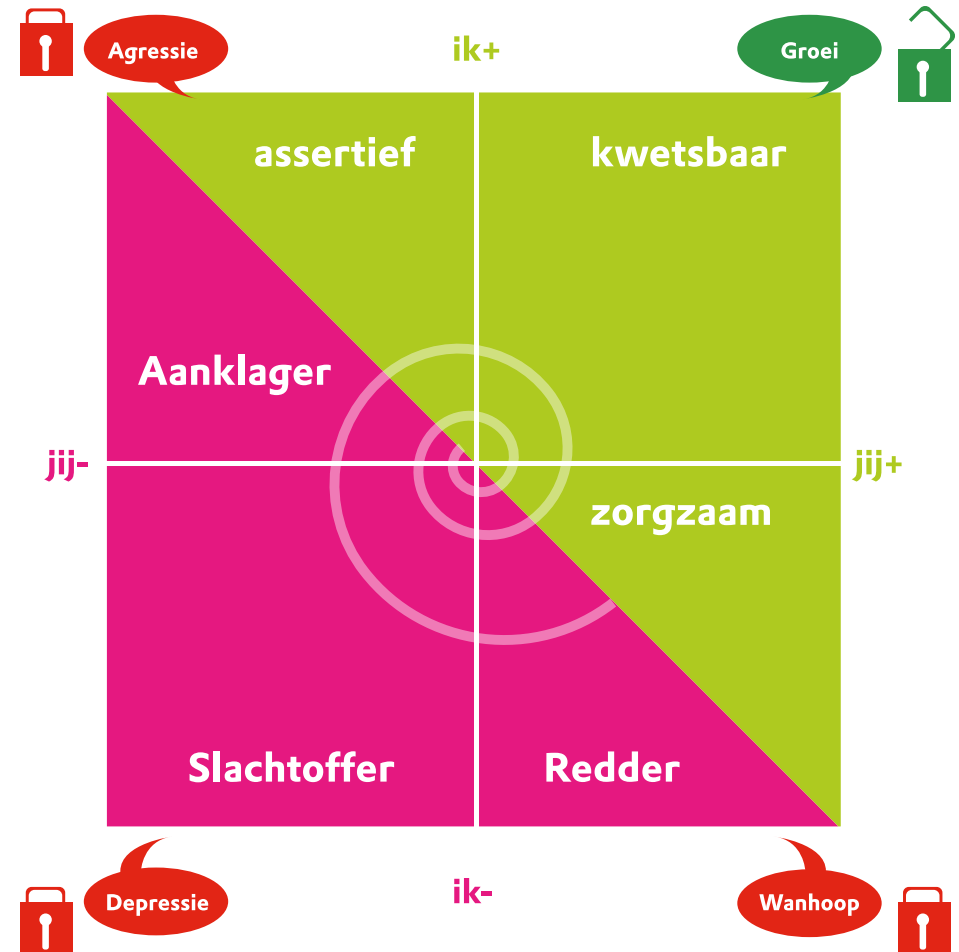 Agressie
ik+
Groei
assertief
kwetsbaar
Aanklager
jij-
jij+
zorgzaam
Slachtoffer
Redder
Depressie
ik-
Wanhoop